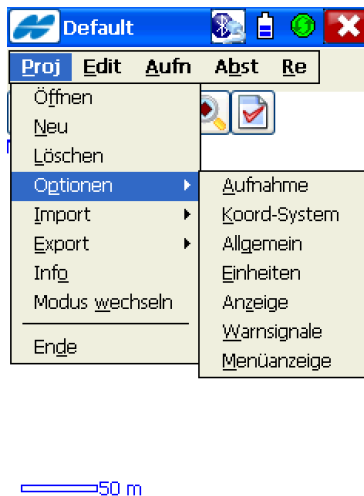 Default
Proj Edit Aufn Abst Re
Öffnen
Neu
Löschen
Optionen
Import
Export
Info
Modus wechseln
Ende
Aufnahme
Koord-System
Allgemein
Einheiten
Anzeige
Warnsignale
Menüanzeige
50 m